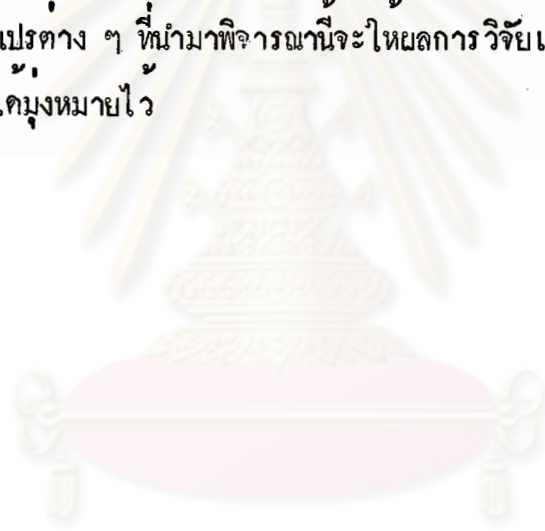 แปรต่าง ๆ ที่นำมาพิจารณานี้จะให้ผลการวิจัยเ
ได้มุ่งหมายไว้